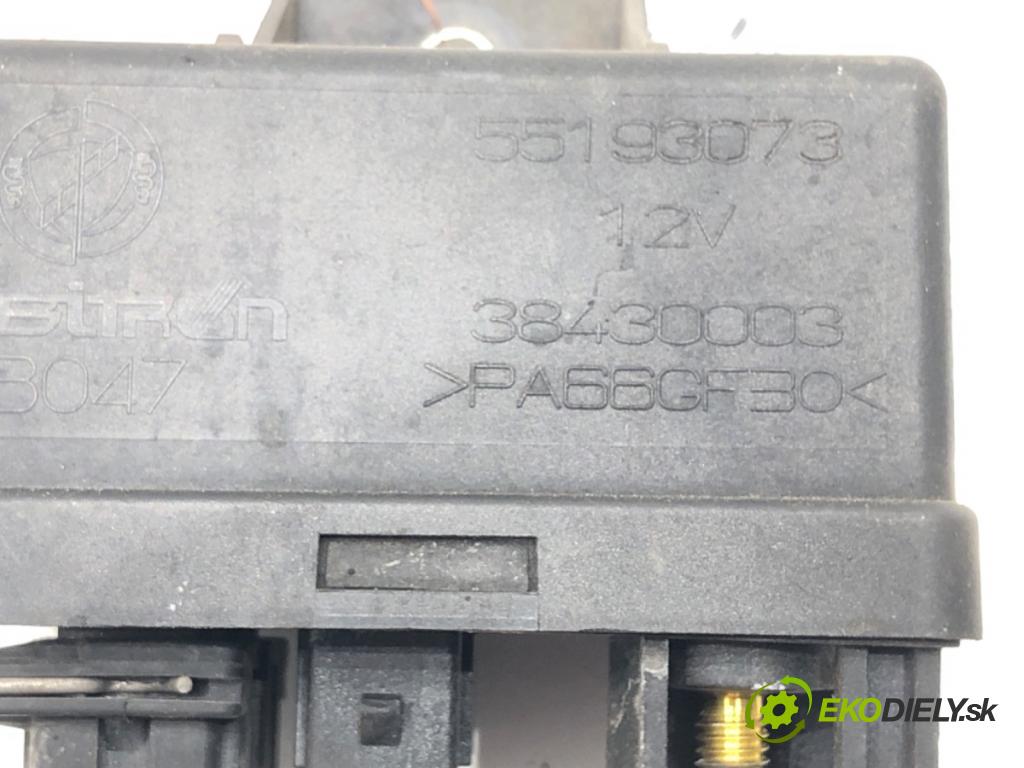 55193073
12V
38430003
3047
>PA66GF30<
EKODIELY.sk